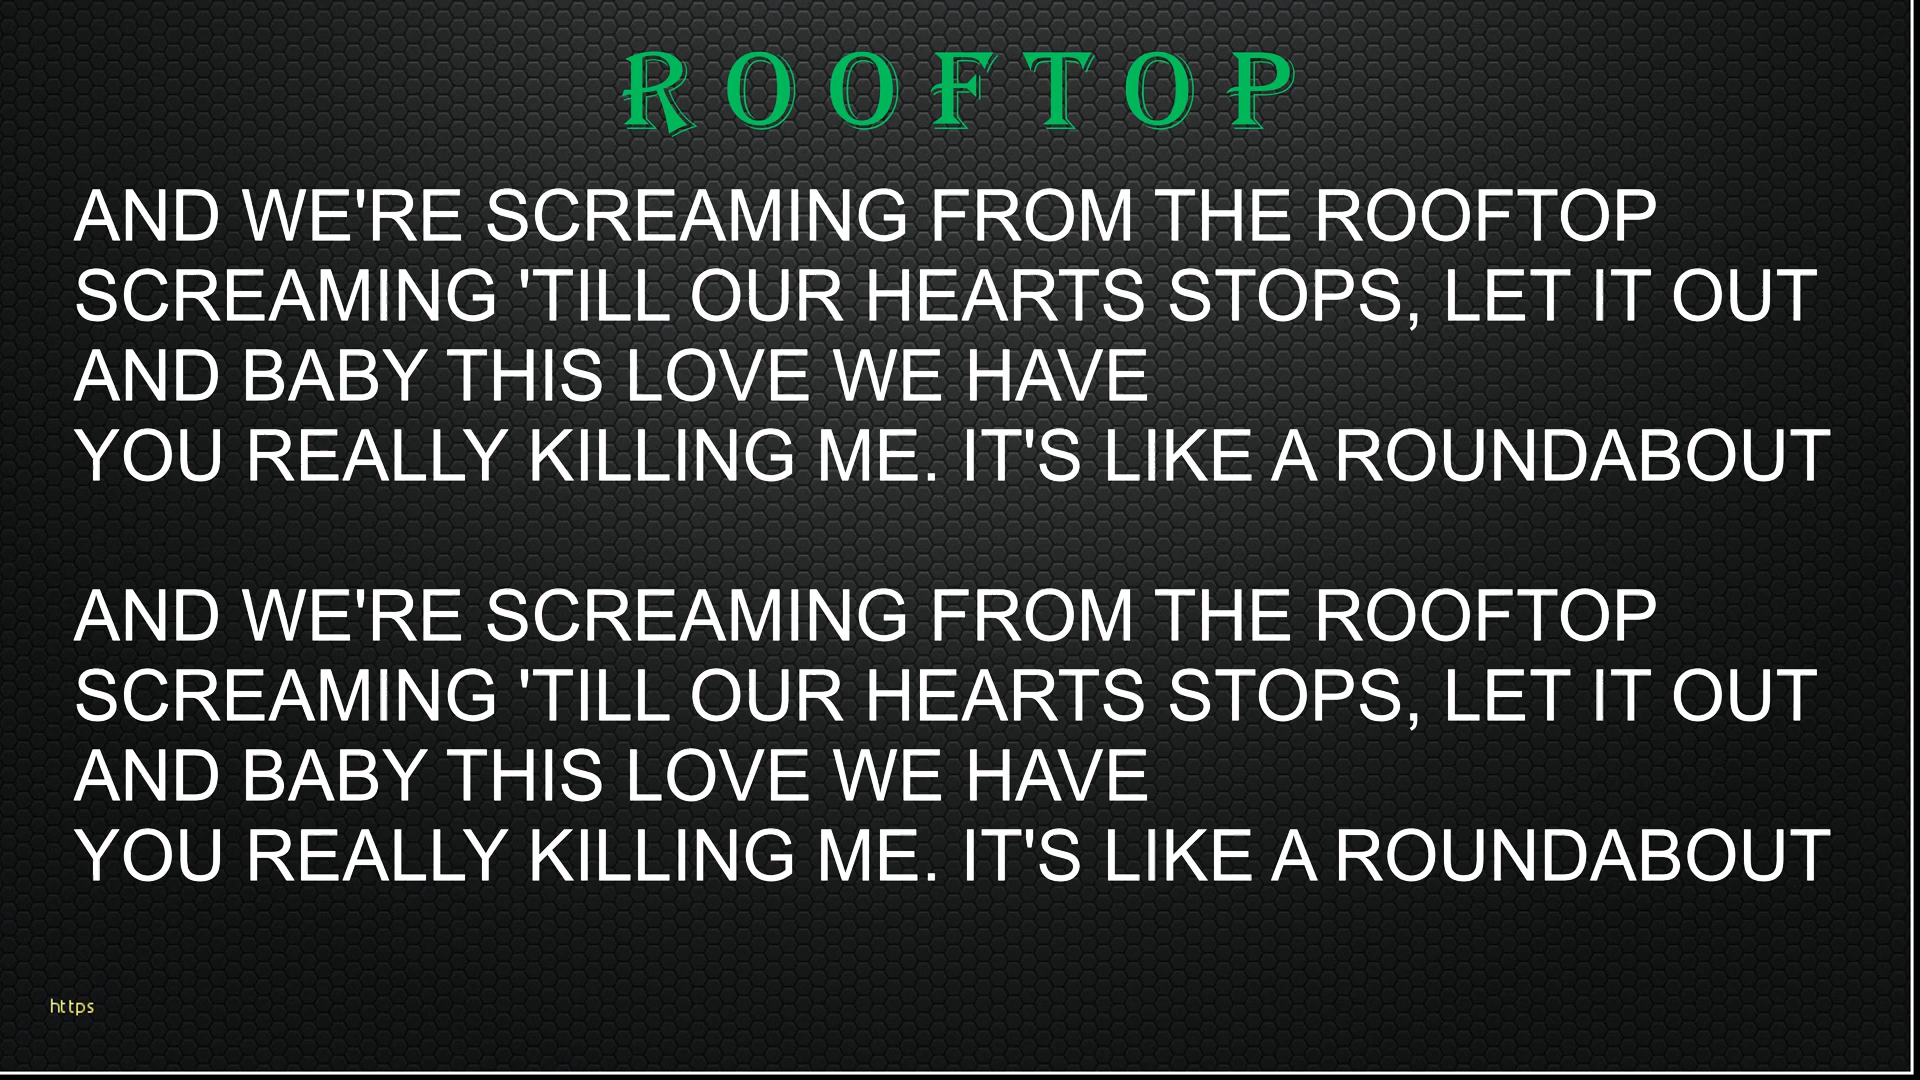 ROOFTOP
AND WE'RE SCREAMING FROM THE ROOFTOP
SCREAMING 'TILL OUR HEARTS STOPS, LET IT OUT
AND BABY THIS LOVE WE HAVE
YOU REALLY KILLING ME. IT'S LIKE A ROUNDABOUT
AND WE'RE SCREAMING FROM THE ROOFTOP
SCREAMING 'TILL OUR HEARTS STOPS, LET IT OUT
AND BABY THIS LOVE WE HAVE
YOU REALLY KILLING ME. IT'S LIKE A ROUNDABOUT
https